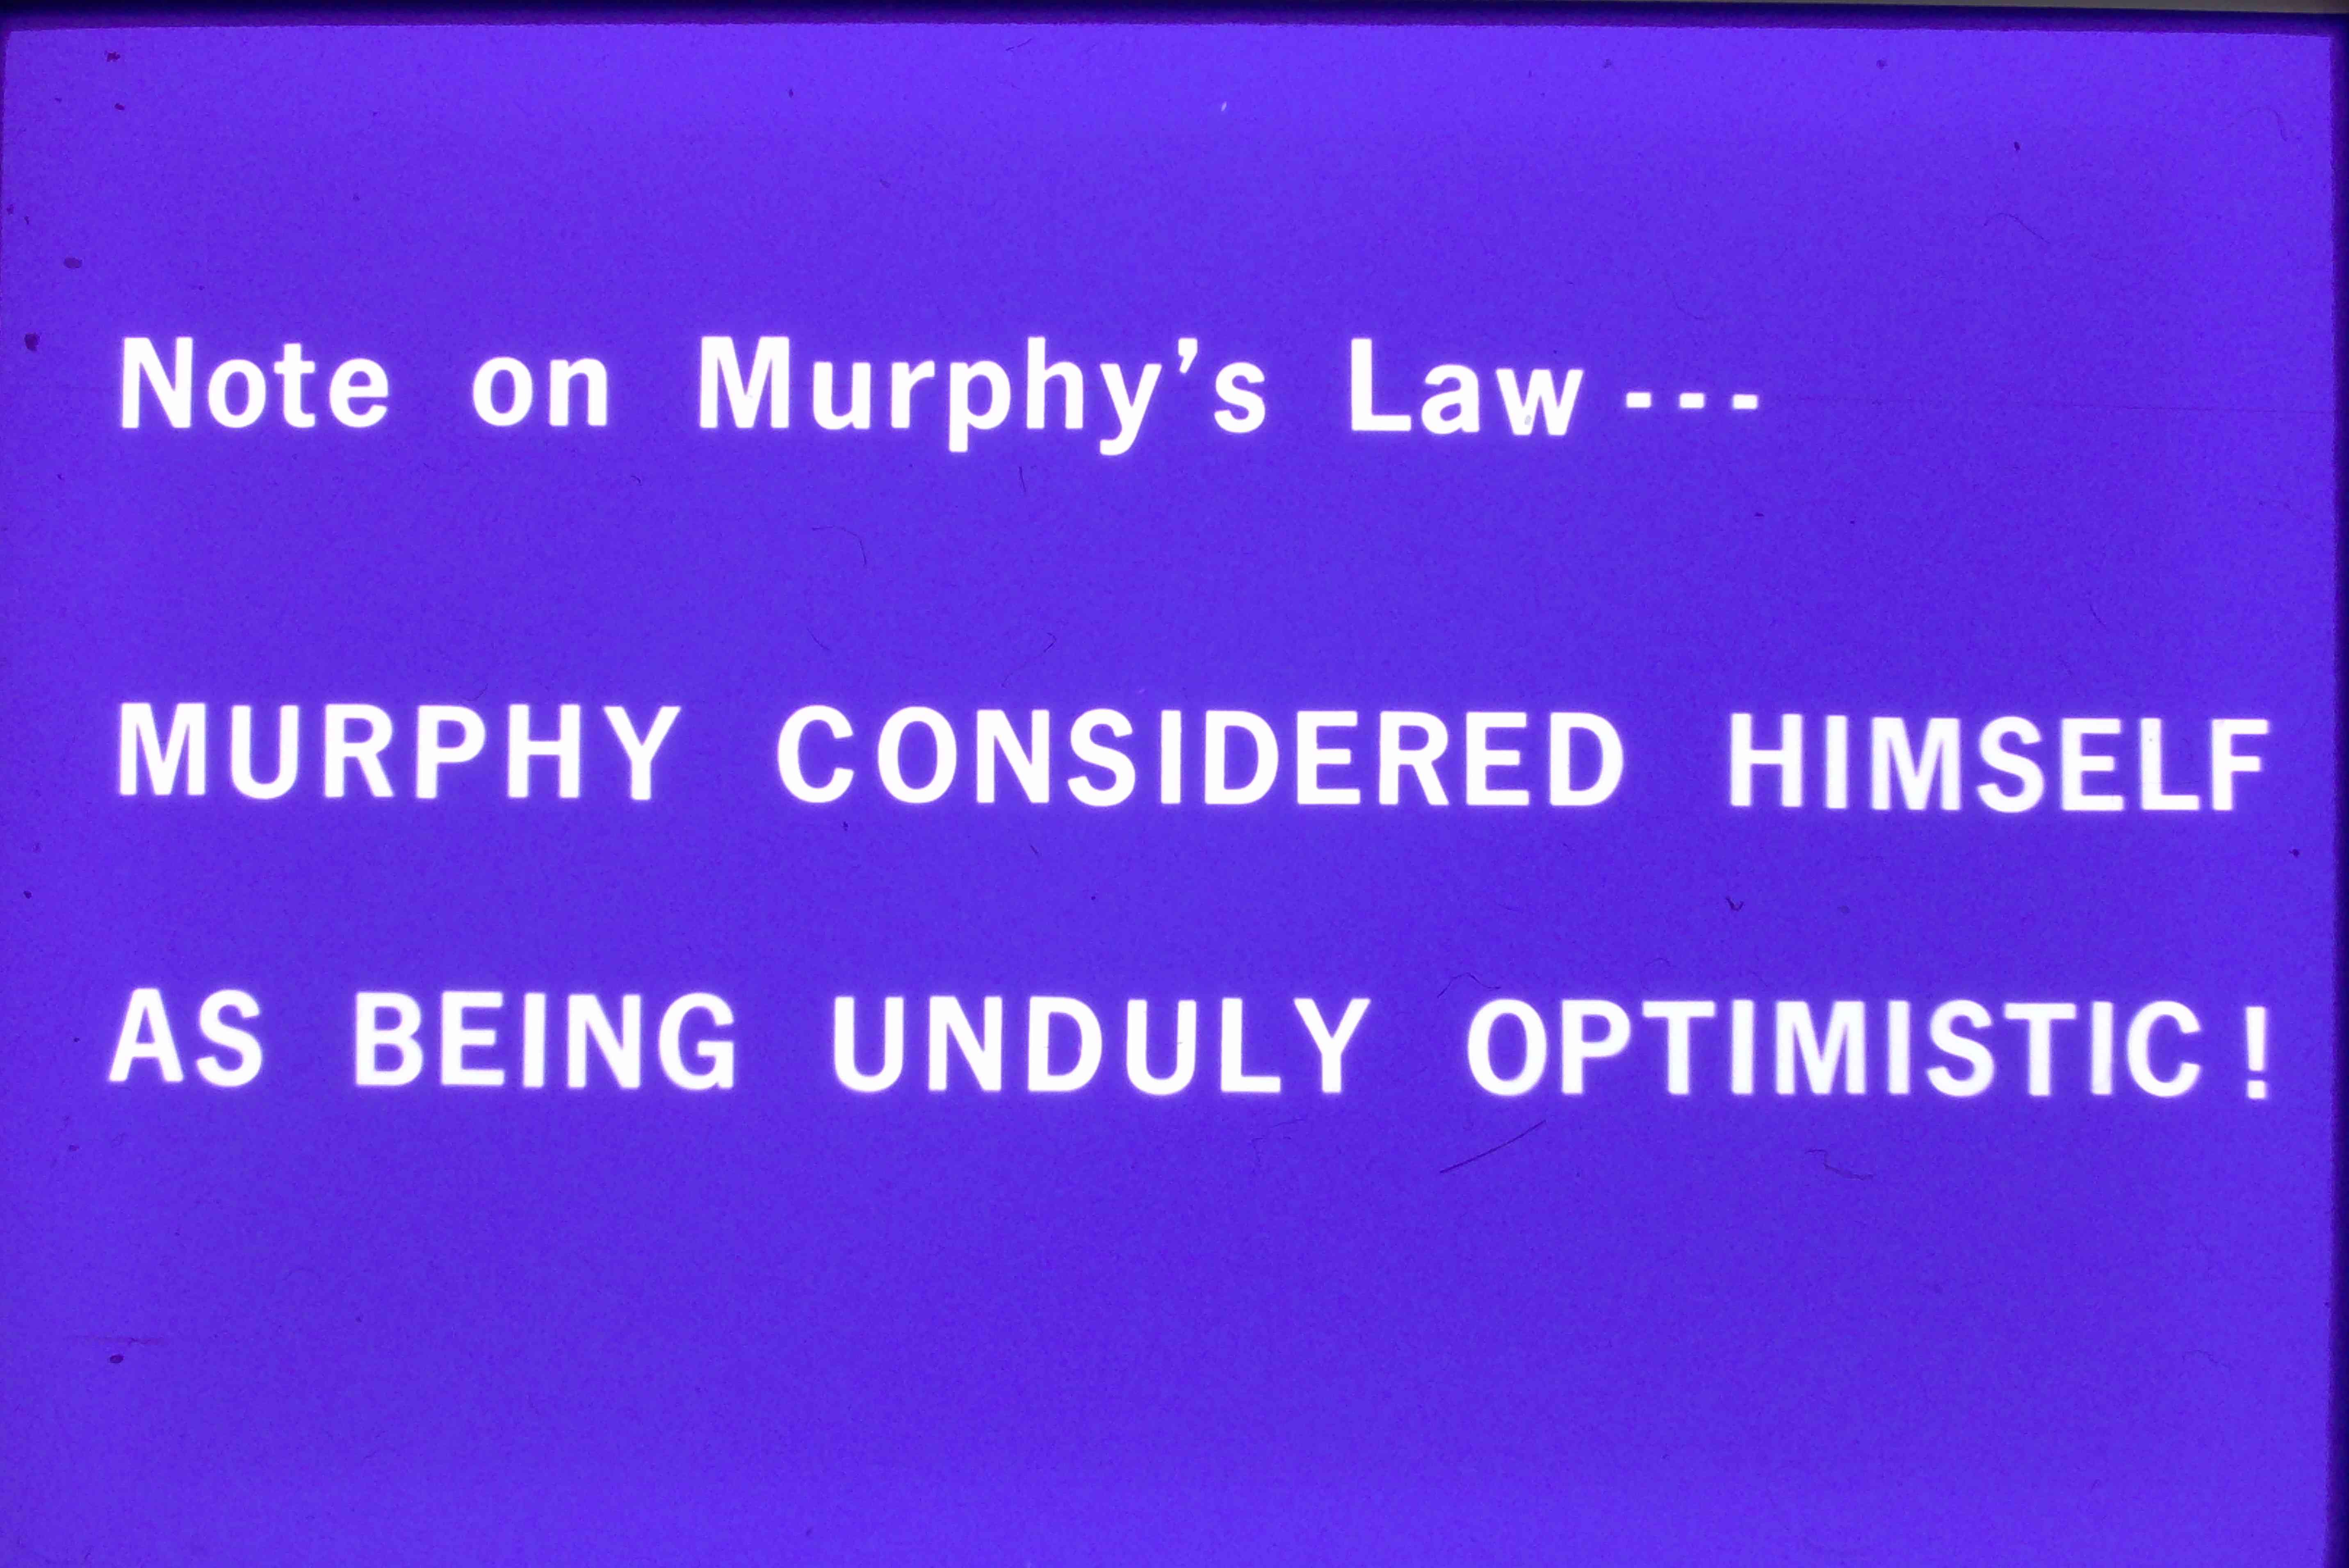 Note on Murphy's Law---
MURPHY CONSIDERED HIMSELF
AS BEING UNDULY OPTIMISTIC!